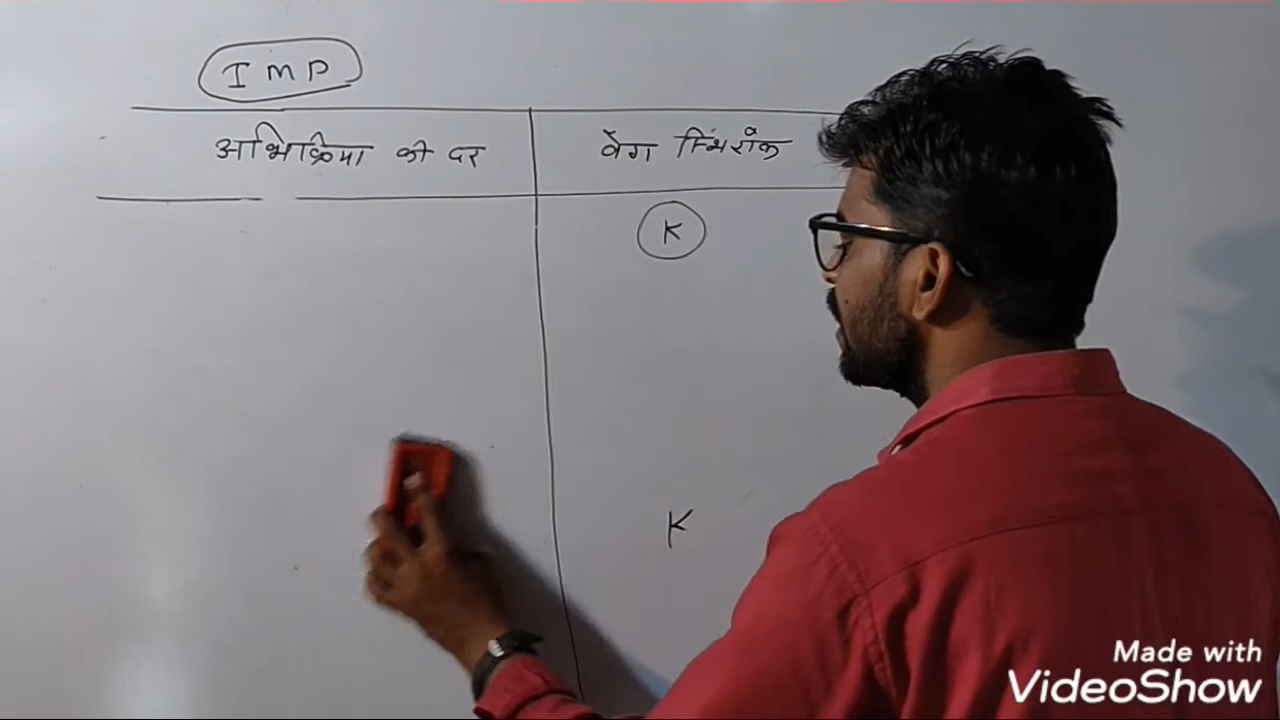 IMP
अभिक्रिया की दर
वेग स्थिरांक
K
K
Made with
VideoShow